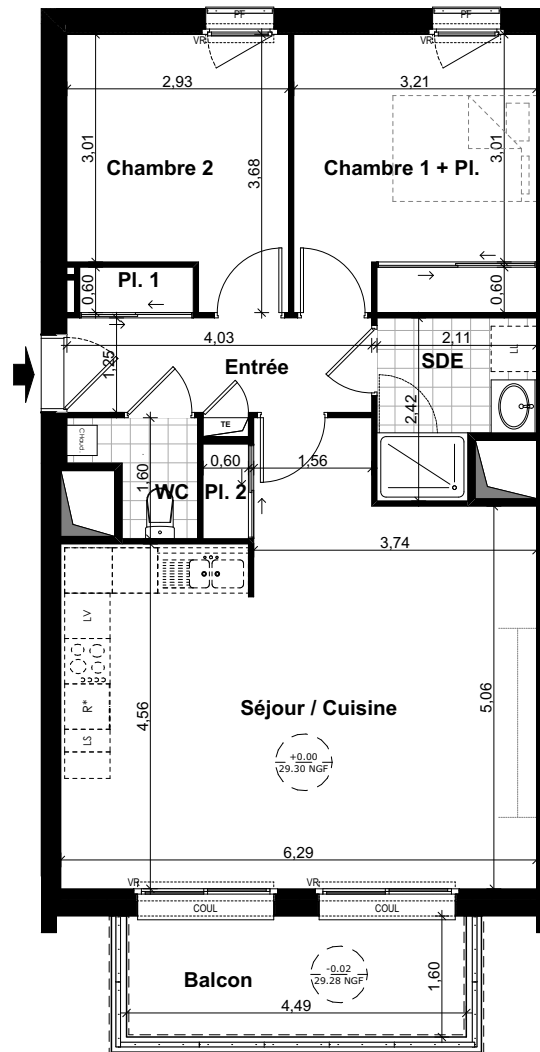 PF
PF
VR
VR
2,93
3,21
3,01
3,68
3,01
Chambre 2
Chambre 1 + Pl.
Pl. 1
0,60
0,60
4,03
2,11
1,25
Entrée
SDE
LL
2,42
TE
CHaud.
1,60
0,60
1,56
WC
Pl. 2
3,74
LV
R*
LS
4,56
5,06
Séjour / Cuisine
+0.00
29.30 NGF
6,29
VR
VR
COUL
COUL
Balcon
-0.02
29.28 NGF
1,60
4,49